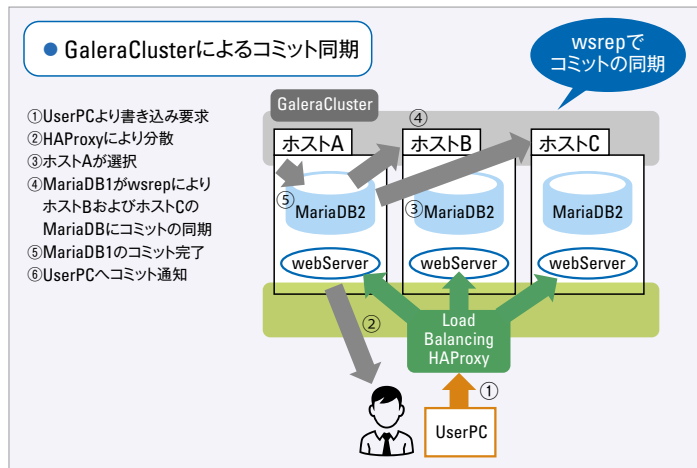 ● GaleraClusterによるコミット同期
wsrepで
コミットの同期
①UserPCより書き込み要求
②HAProxyにより分散
③ホストAが選択
④MariaDB1がwsrepにより
ホストBおよびホストCの
MariaDBにコミットの同期
⑤MariaDB1のコミット完了
⑥UserPCへコミット通知
GaleraCluster
④
ホストA
ホストB
ホストC
⑤
③
MariaDB2
MariaDB2
MariaDB2
webServer
webServer
webServer
②
Load
Balancing
HAProxy
①
UserPC